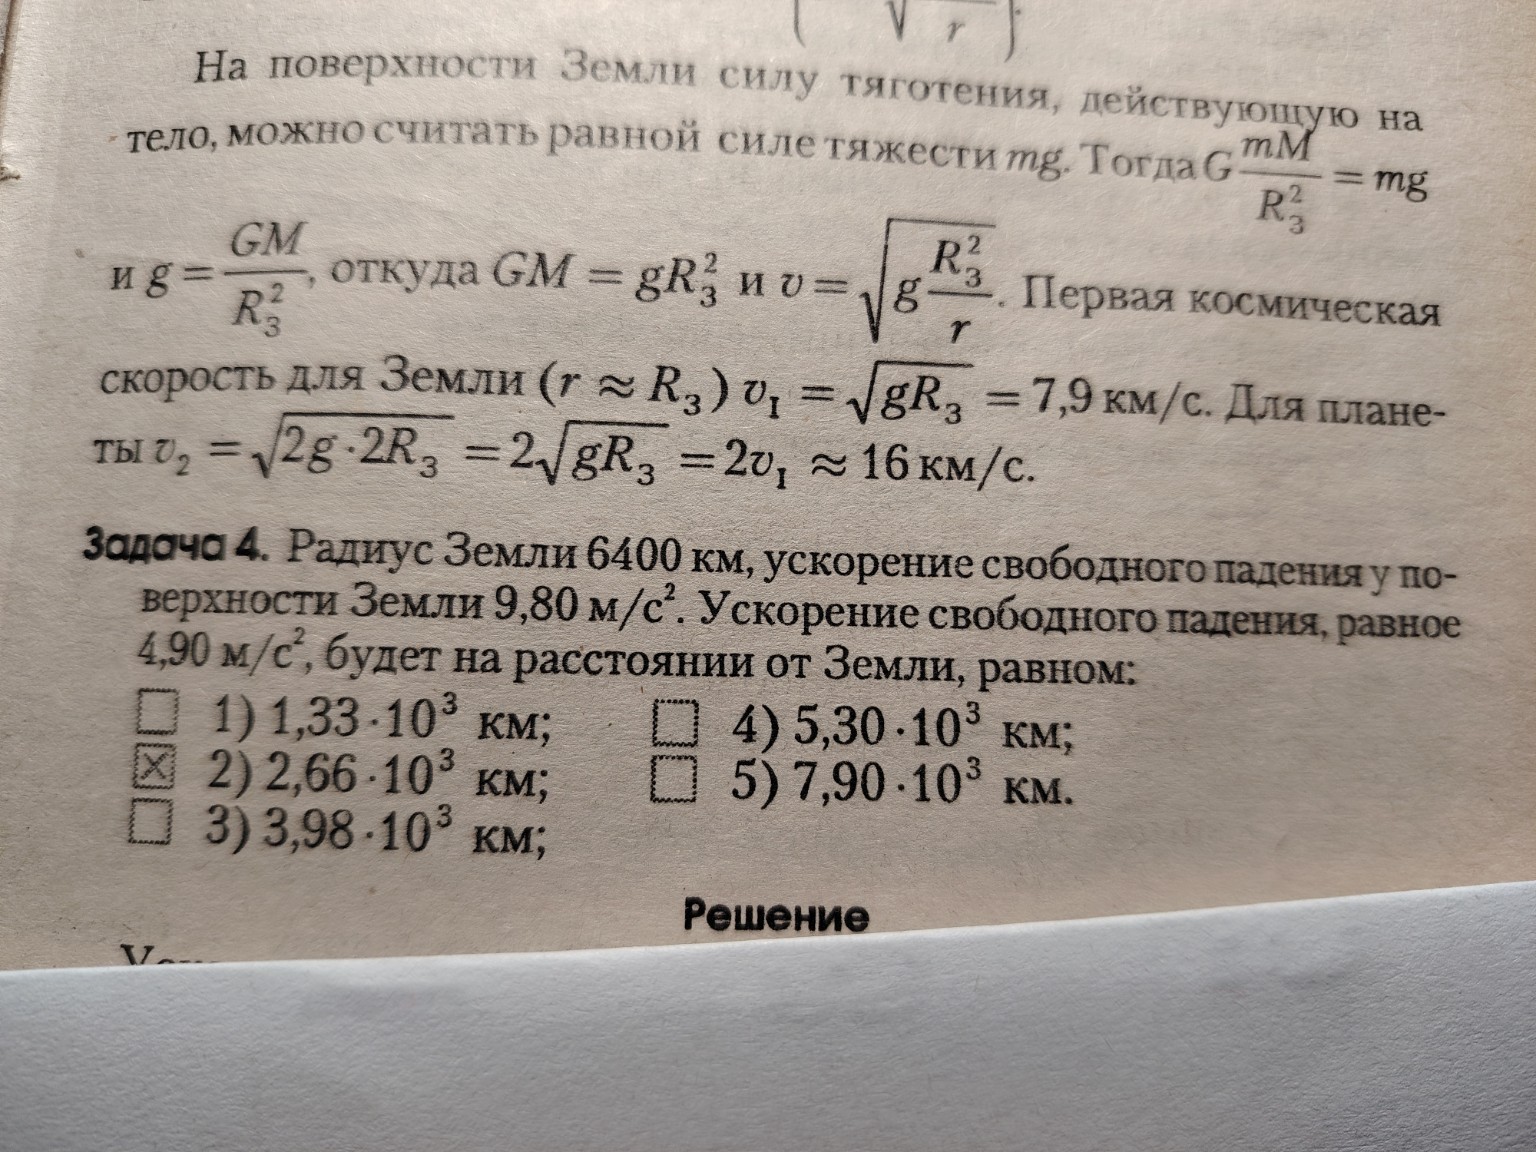 √ r
На поверхности Земли силу тяготения, действующую на
тело, можно считать равной силе тяжести mg. Тогда G mM/R₃² = mg
и g = GM/R₃², откуда GM = gR₃² и v = √(g R₃²/r). Первая космическая
скорость для Земли (r ≈ R₃) v₁ = √gR₃ = 7,9 км/с. Для плане-
ты v₂ = √2g·2R₃ = 2√gR₃ = 2v₁ ≈ 16 км/с.
Задача 4. Радиус Земли 6400 км, ускорение свободного падения у по-
верхности Земли 9,80 м/с². Ускорение свободного падения, равное
4,90 м/с², будет на расстоянии от Земли, равном:
1) 1,33·10³ км; 4) 5,30·10³ км;
2) 2,66·10³ км; 5) 7,90·10³ км.
3) 3,98·10³ км;
Решение